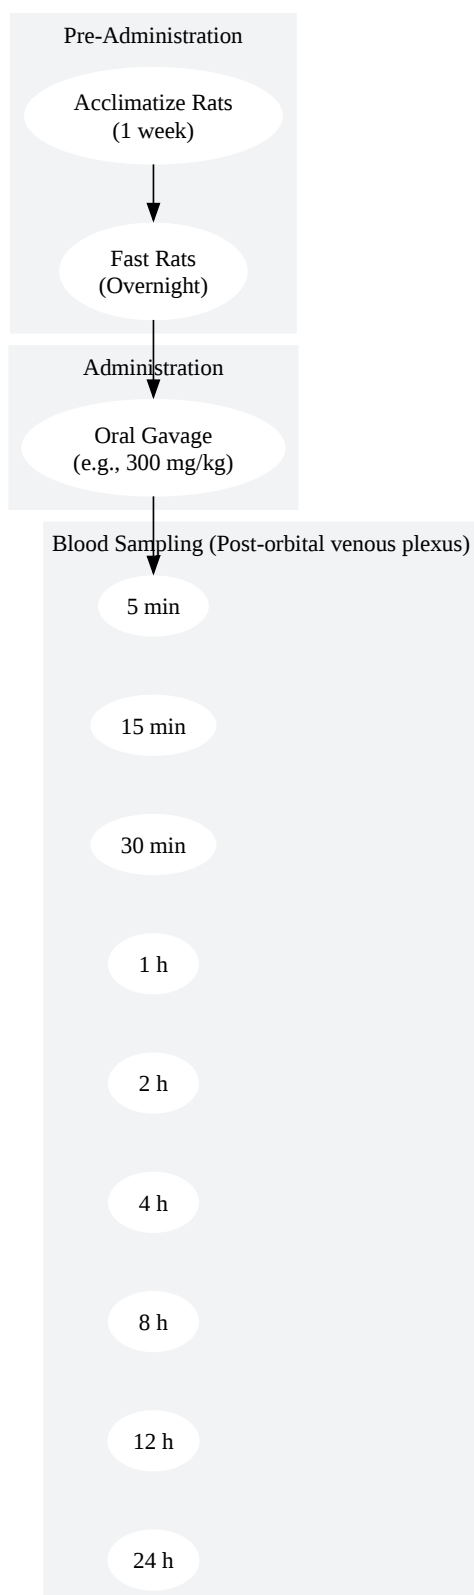 Pre-Administration
Acclimatize Rats
(1 week)
Fast Rats
(Overnight)
Administration
Oral Gavage
(e.g., 300 mg/kg)
Blood Sampling (Post-orbital venous plexus)
5 min
15 min
30 min
1 h
2 h
4 h
8 h
12 h
24 h